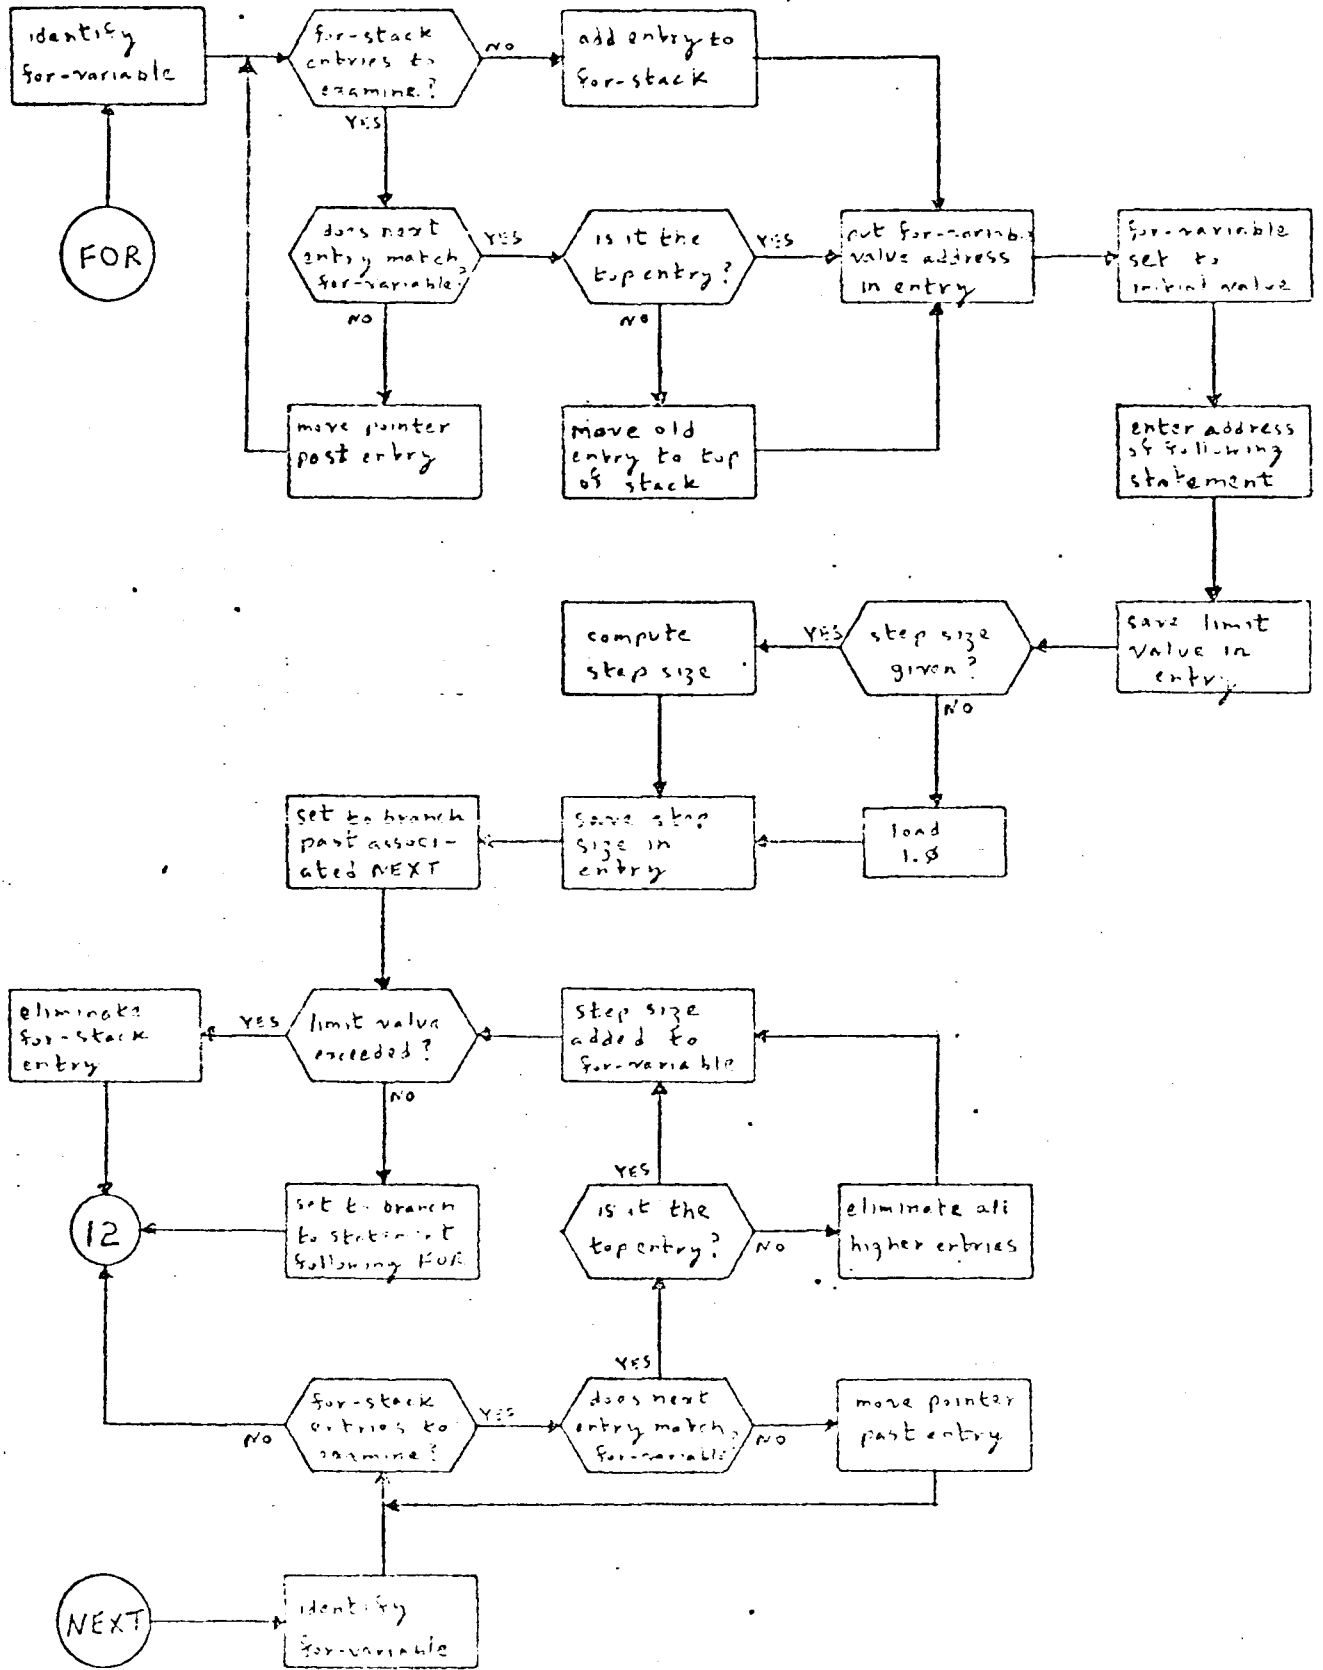 identify
for-variable
for-stack
entries to
examine?
NO
add entry to
for-stack
YES
FOR
does next
entry match
for-variable?
YES
is it the
top entry?
YES
put for-variable
value address
in entry
for-variable
set to
initial value
NO
NO
move pointer
past entry
move old
entry to top
of stack
enter address
of following
statement
compute
step size
YES
step size
given?
save limit
value in
entry
NO
set to branch
past associ-
ated NEXT
save step
size in
entry
load
1.0
eliminate
for-stack
entry
YES
limit value
exceeded?
step size
added to
for-variable
NO
YES
12
set to branch
to statement
following FOR
is it the
top entry?
NO
eliminate all
higher entries
YES
for-stack
entries to
examine?
NO
YES
does next
entry match
for-variable?
NO
move pointer
past entry
NEXT
identify
for-variable